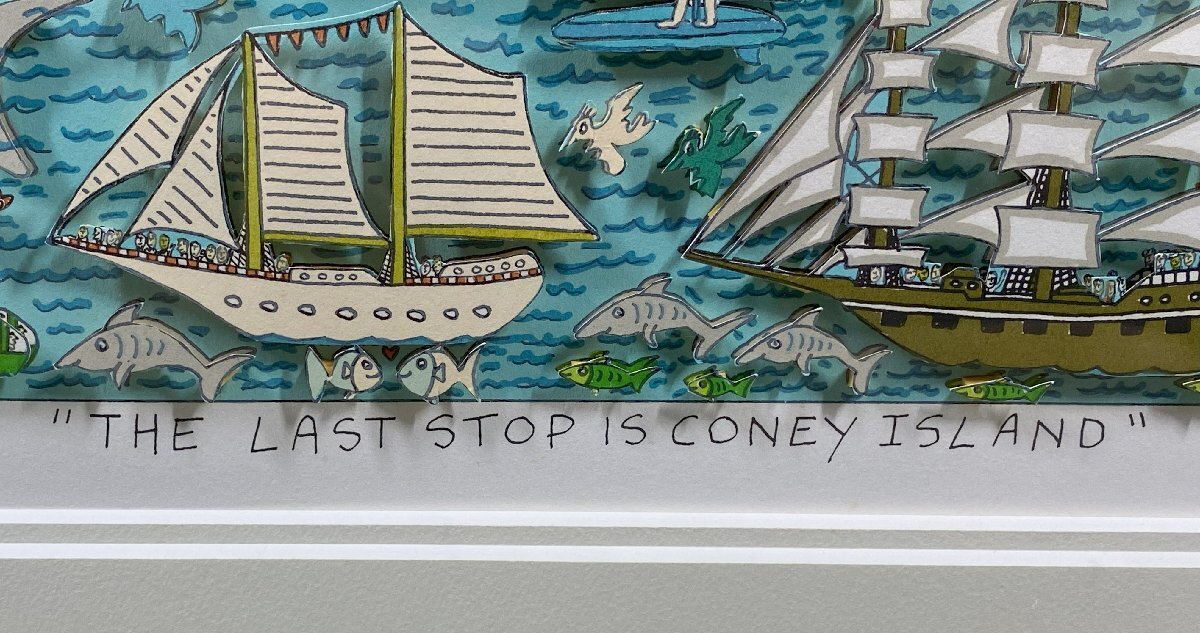 "THE LAST STOP IS CONEY ISLAND"